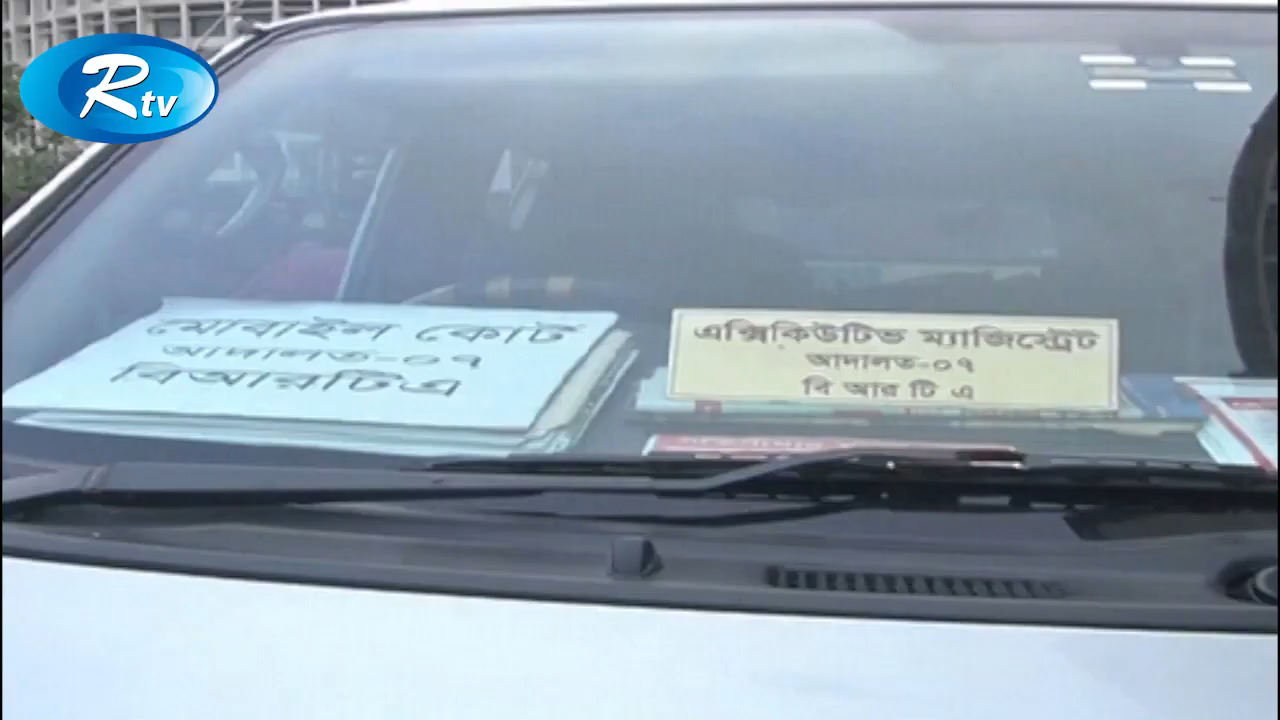 Rtv
মোবাইল কোর্ট
আদালত-০৭
বিআরটিএ
এক্সিকিউটিভ ম্যাজিস্ট্রেট
আদালত-০৭
বি আর টি এ